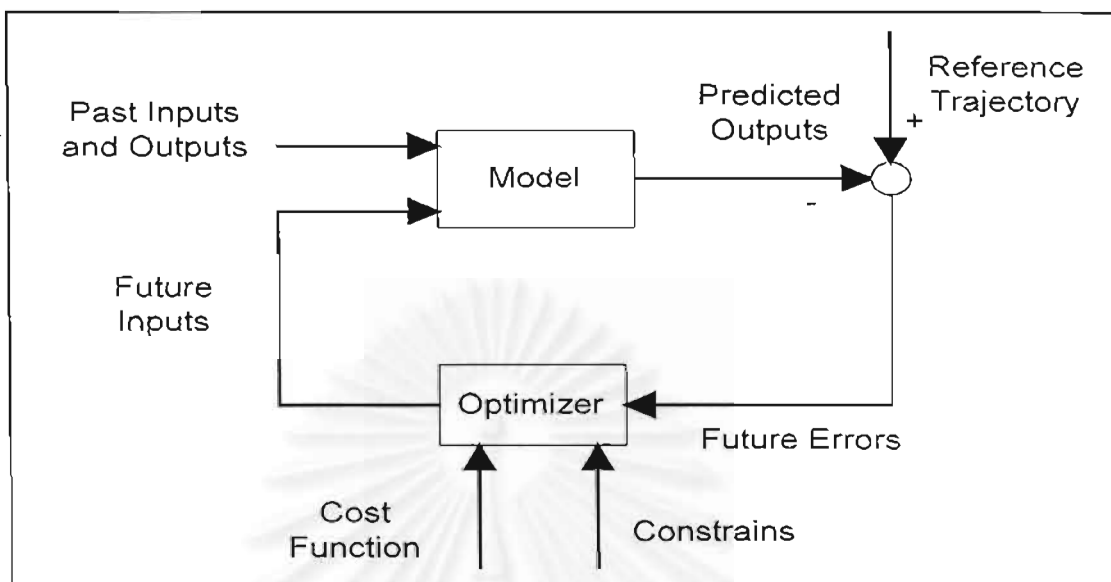 Reference
Trajectory
Predicted
Outputs
+
Past Inputs
and Outputs
Model
-
Future
Inputs
Optimizer
Future Errors
Cost
Function
Constrains